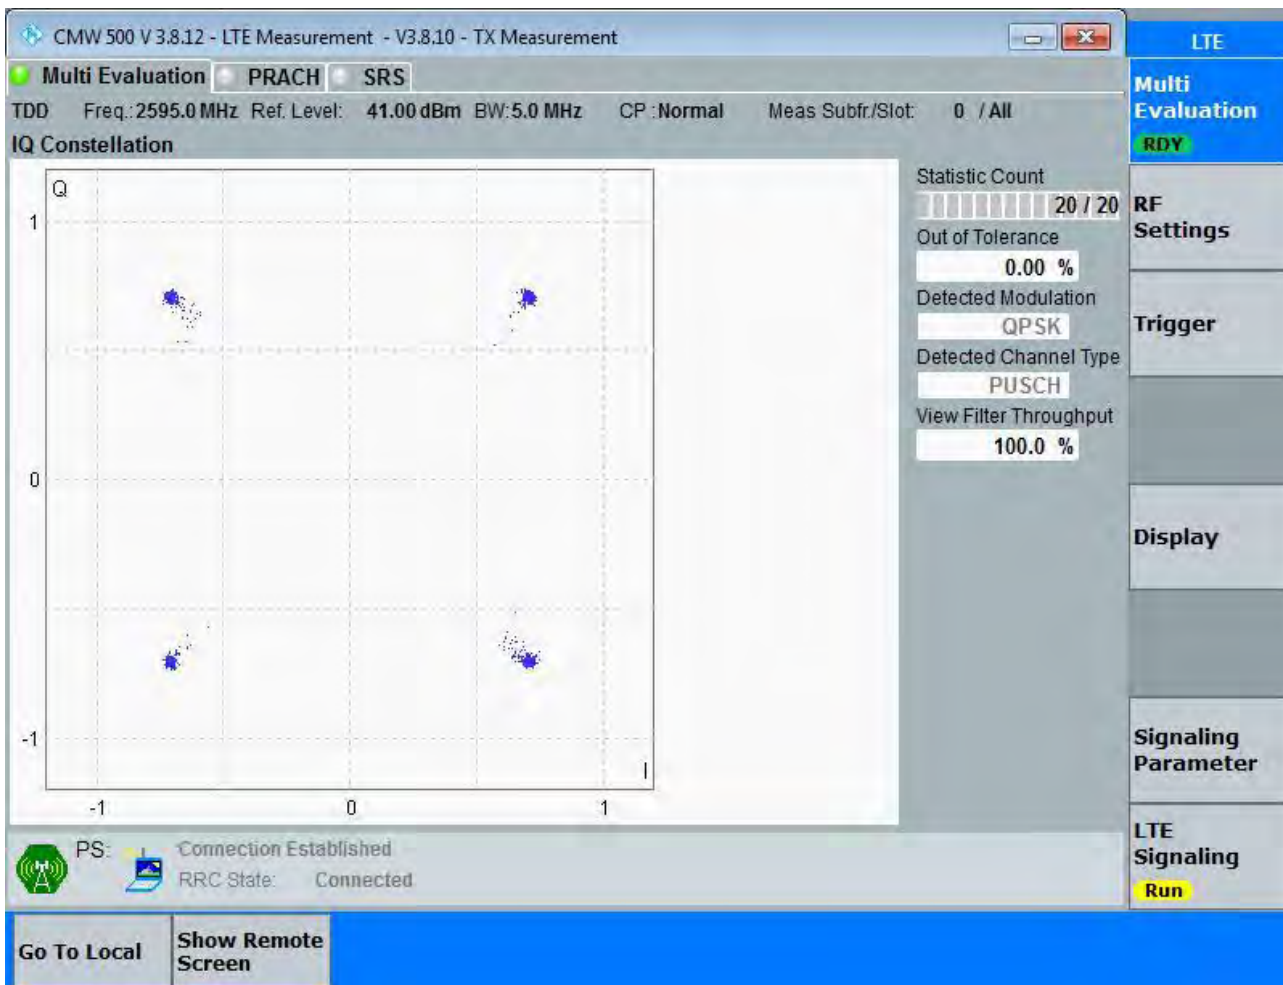 CMW 500 V 3.8.12 - LTE Measurement - V3.8.10 - TX Measurement
LTE
Multi Evaluation PRACH SRS
TDD Freq.: 2595.0 MHz Ref. Level: 41.00 dBm BW: 5.0 MHz CP : Normal Meas Subfr./Slot: 0 / All
IQ Constellation
Q
1
0
-1
I
-1 0 1
Statistic Count
20 / 20
Out of Tolerance
0.00 %
Detected Modulation
QPSK
Detected Channel Type
PUSCH
View Filter Throughput
100.0 %
Multi
Evaluation
RDY
RF
Settings
Trigger
Display
Signaling
Parameter
LTE
Signaling
Run
PS: Connection Established
RRC State: Connected
Go To Local
Show Remote
Screen